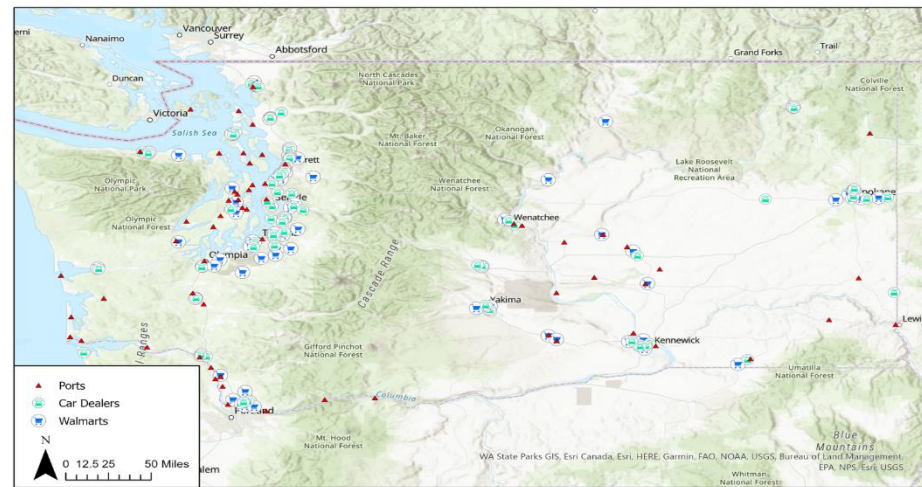 Vancouver
Surrey
Nanaimo
Abbotsford
Grand Forks
Trail
Duncan
North Cascades
National Park
Colville
National Forest
Victoria
Salish Sea
Okanogan
National Forest
Mt. Baker
National Forest
Lake Roosevelt
National
Recreation Area
Olympic
National Park
Wenatchee
National Forest
Olympic
National Forest
Wenatchee
Olympia
Cascade Range
Yakima
Kennewick
Gifford Pinchot
National Forest
Umatilla
National Forest
Columbia
Mt. Hood
National Forest
Blue
Mountains
Whitman
National Forest
Ports
Car Dealers
Walmarts
N
0 12.5 25 50 Miles
WA State Parks GIS, Esri Canada, Esri, HERE, Garmin, FAO, NOAA, USGS, Bureau of Land Management,
EPA, NPS, Esri, USGS